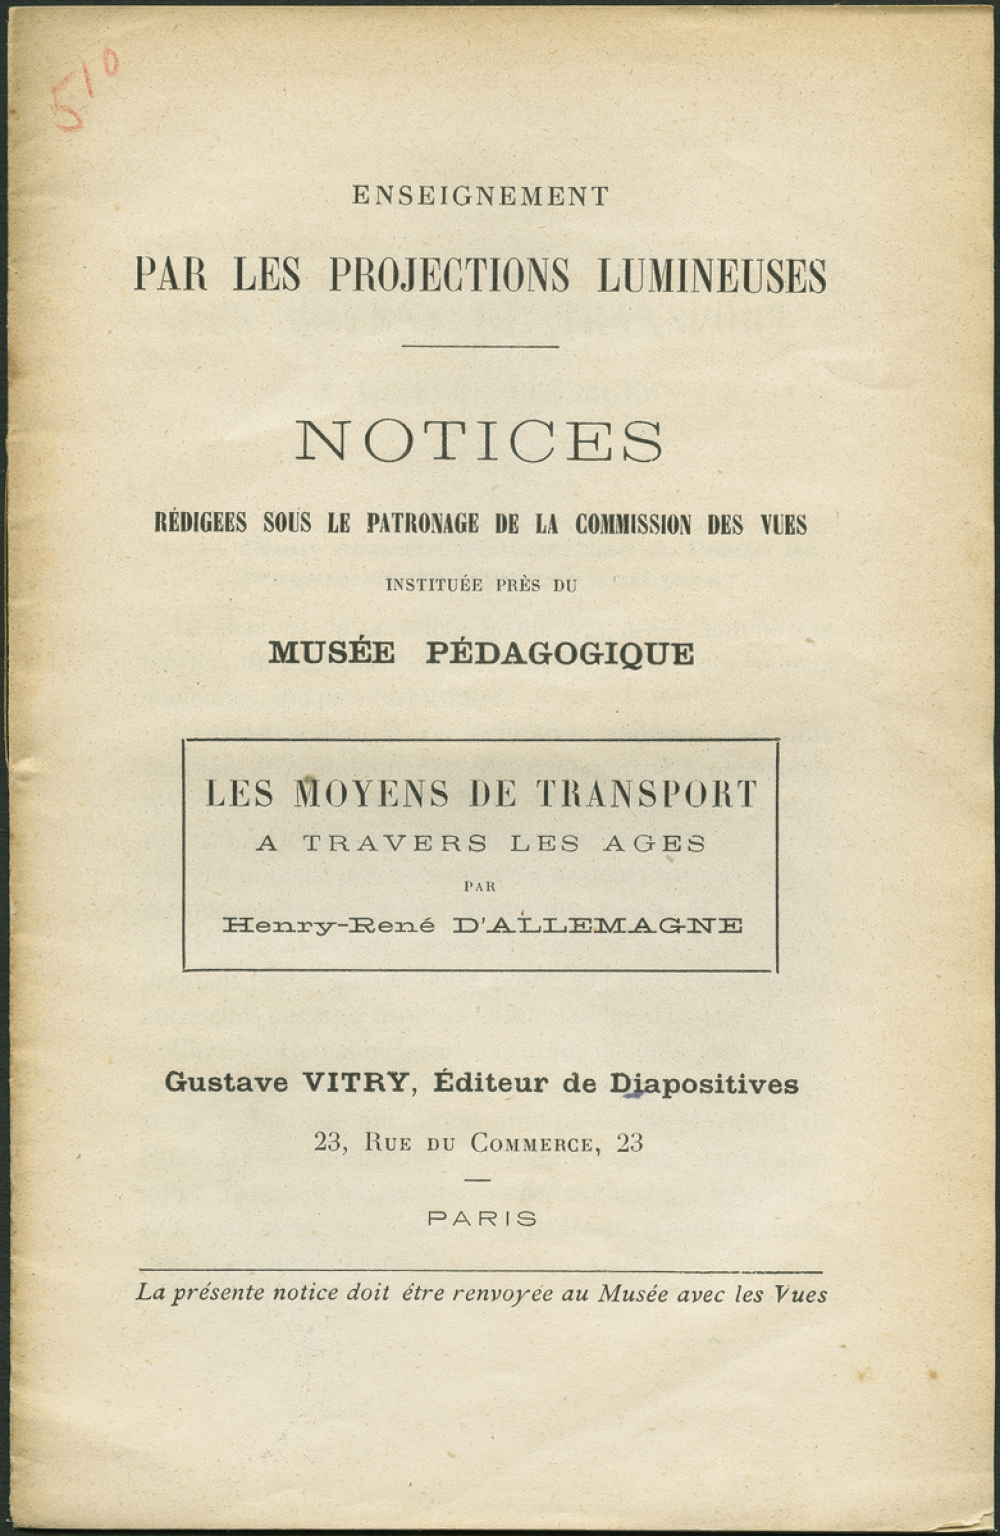 510
ENSEIGNEMENT
PAR LES PROJECTIONS LUMINEUSES
NOTICES
RÉDIGEES SOUS LE PATRONAGE DE LA COMMISSION DES VUES
INSTITUÉE PRÈS DU
MUSÉE PÉDAGOGIQUE
LES MOYENS DE TRANSPORT
A TRAVERS LES AGES
PAR
Henry-René D'ALLEMAGNE
Gustave VITRY, Éditeur de Diapositives
23, RUE DU COMMERCE, 23
PARIS
La présente notice doit être renvoyée au Musée avec les Vues